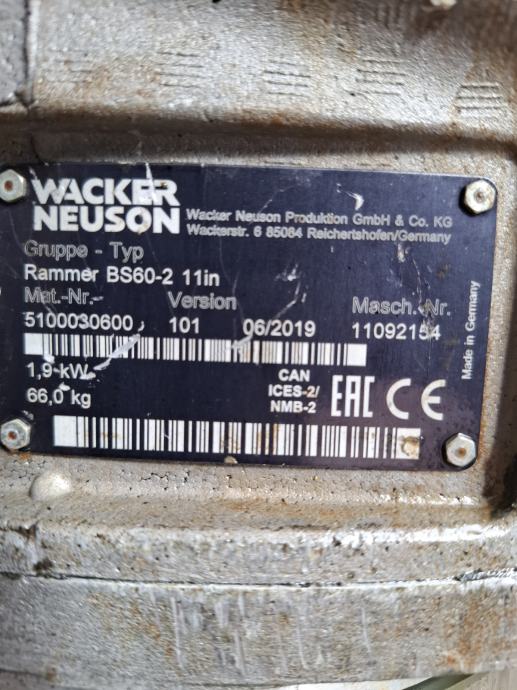 WACKER
NEUSON
Wacker Neuson Produktion GmbH & Co. KG
Wackerstr. 6 85084 Reichertshofen/Germany
Gruppe - Typ
Rammer BS60-2 11in
Mat.-Nr. Version Masch.-Nr.
5100030600 101 06/2019 11092154
1,9 kW
66,0 kg
CAN
ICES-2/
NMB-2
EAC CE
Made in Germany